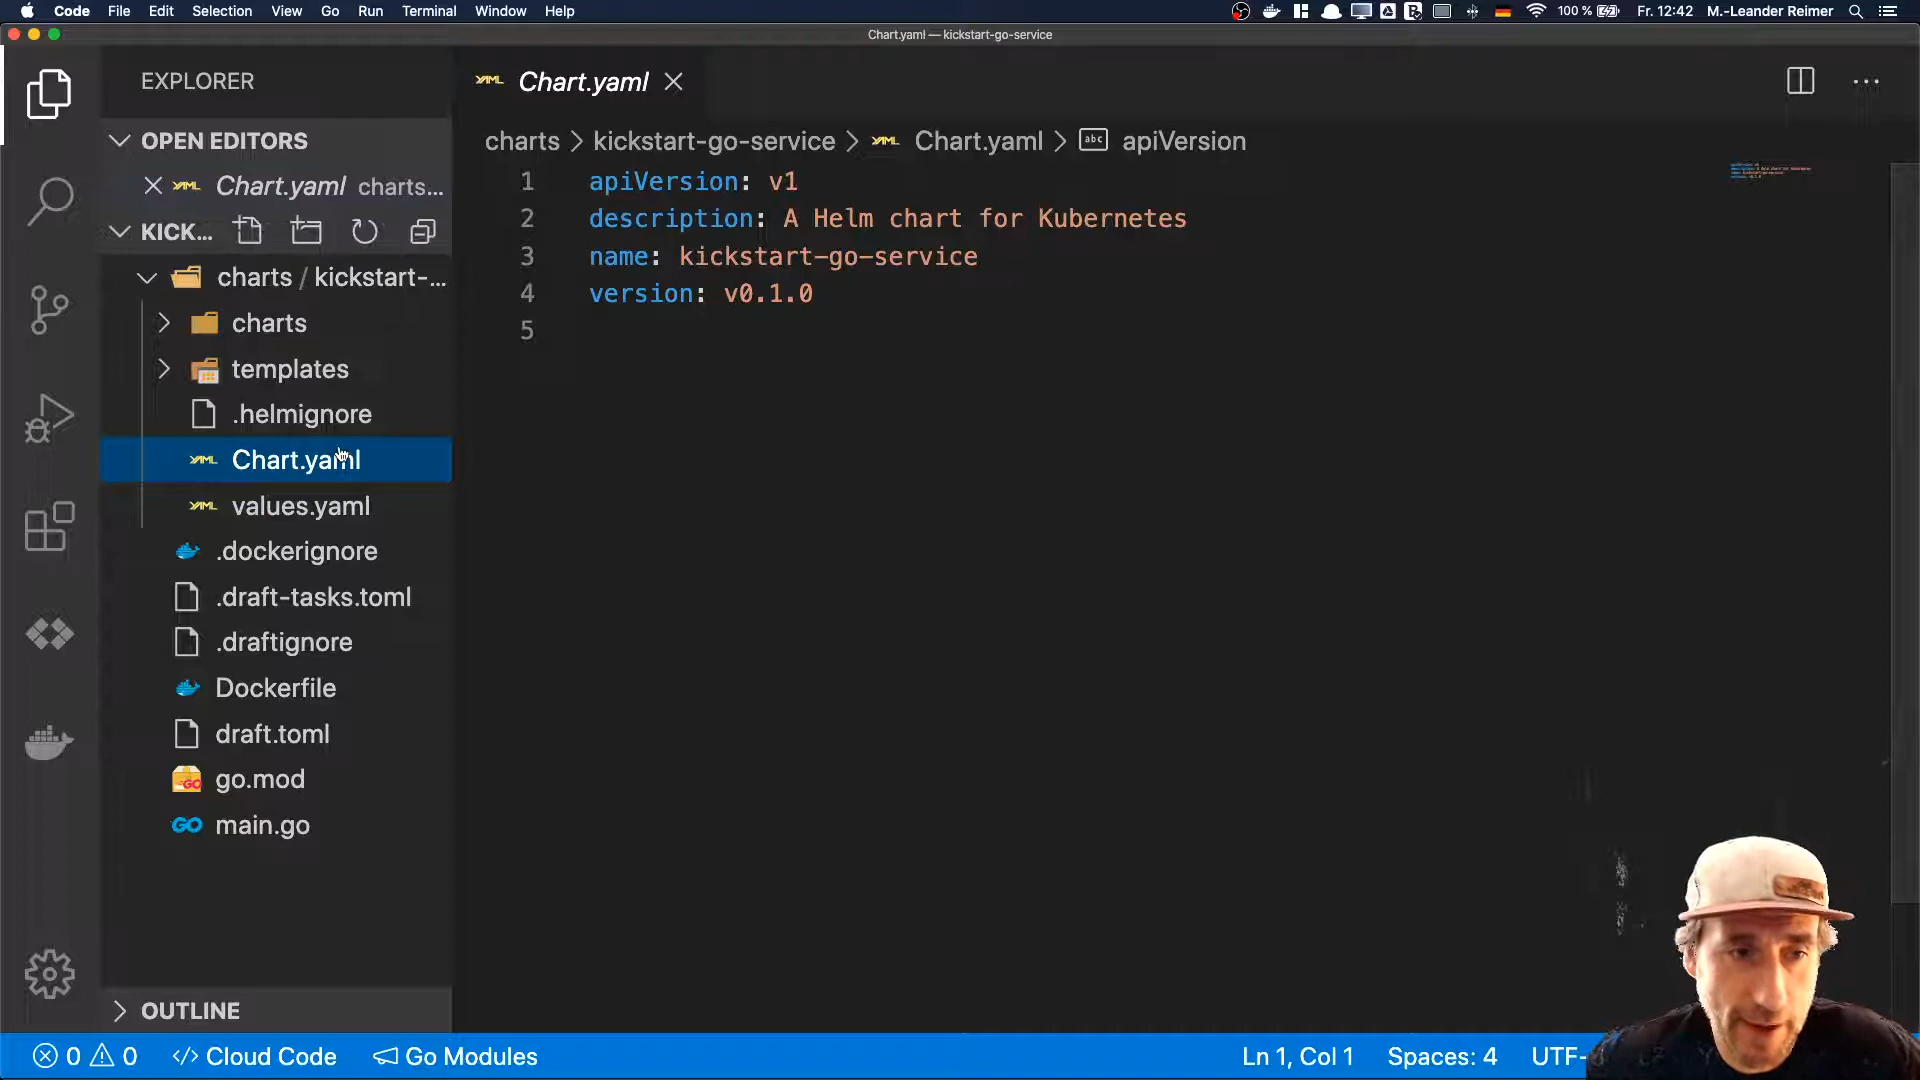 Code File Edit Selection View Go Run Terminal Window Help 100 % Fr. 12:42 M.-Leander Reimer
Chart.yaml — kickstart-go-service
EXPLORER
OPEN EDITORS
Chart.yaml charts...
KICK...
charts / kickstart-...
charts
templates
.helmignore
Chart.yaml
values.yaml
.dockerignore
.draft-tasks.toml
.draftignore
Dockerfile
draft.toml
go.mod
main.go
OUTLINE
Chart.yaml
charts > kickstart-go-service > Chart.yaml > apiVersion
1 apiVersion: v1
2 description: A Helm chart for Kubernetes
3 name: kickstart-go-service
4 version: v0.1.0
5
0 0 Cloud Code Go Modules Ln 1, Col 1 Spaces: 4 UTF-